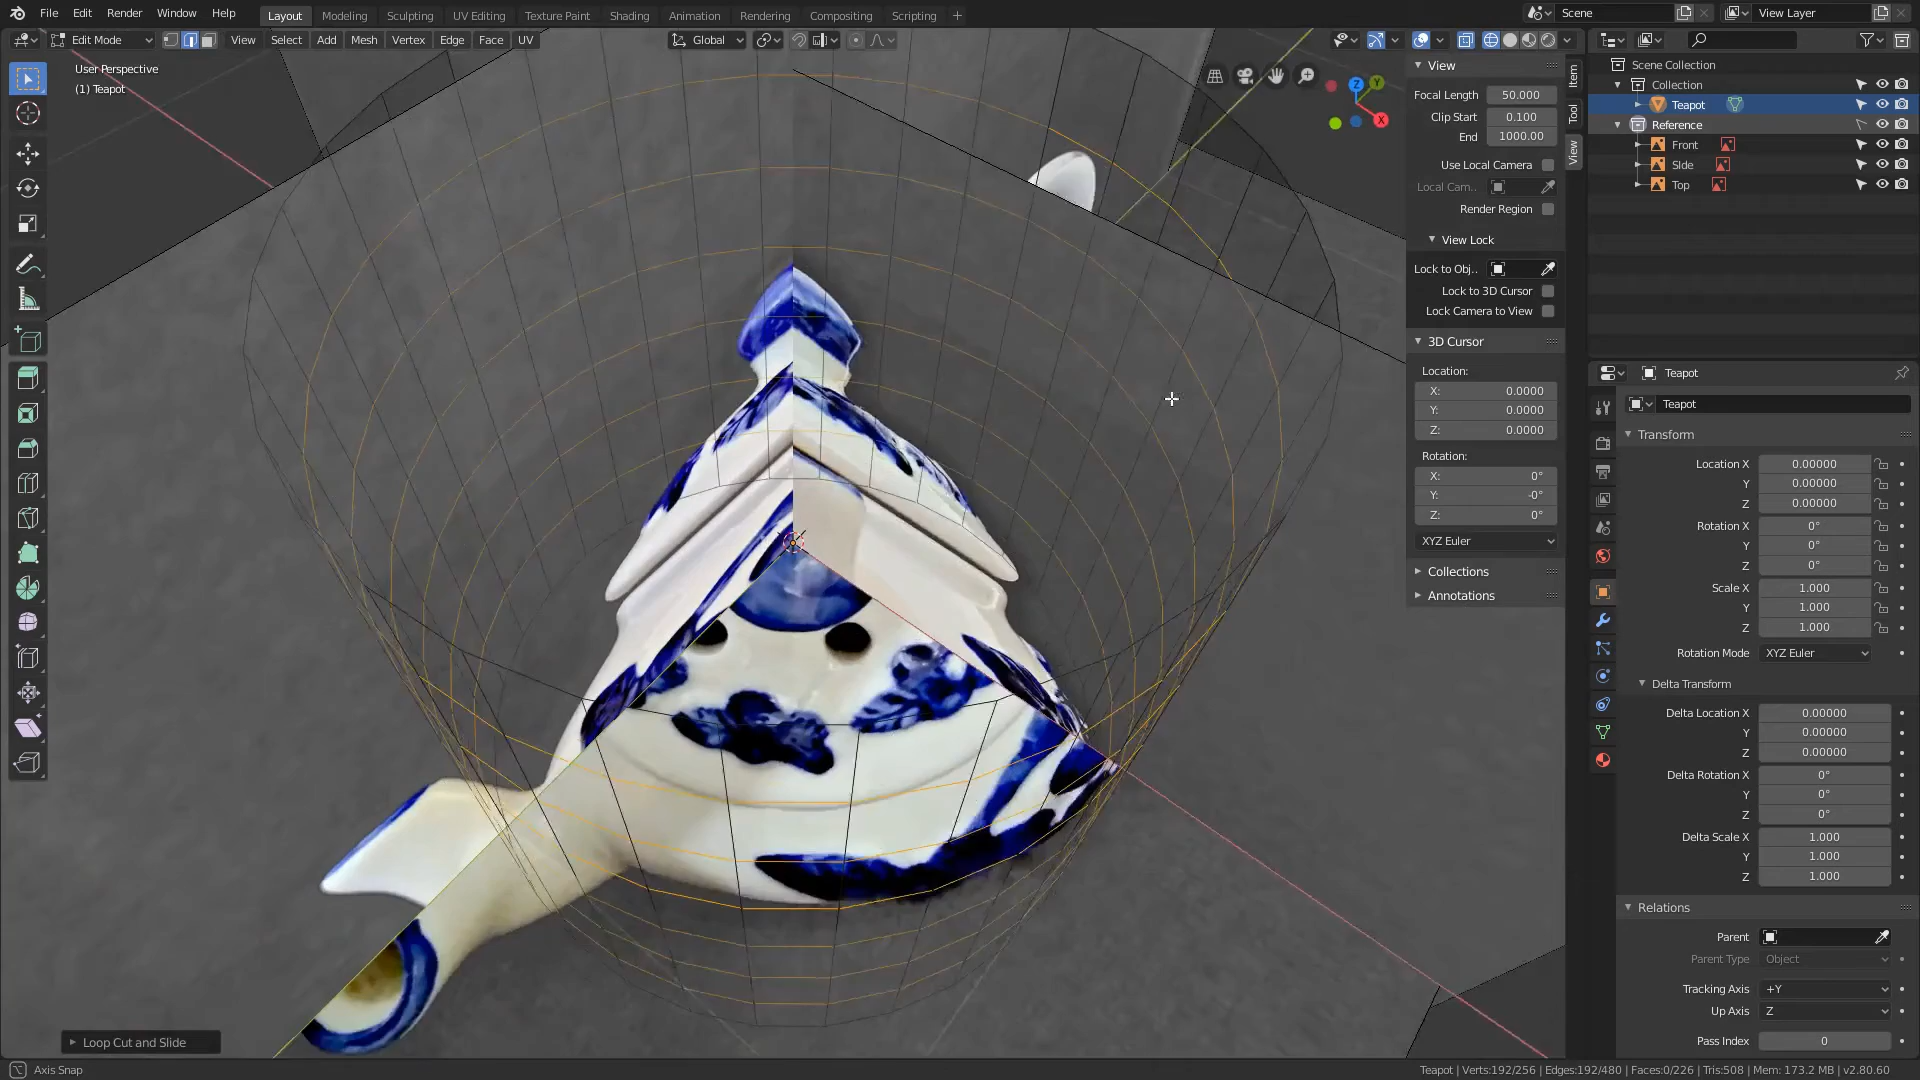 File Edit Render Window Help Layout Modeling Sculpting UV Editing Texture Paint Shading Animation Rendering Compositing Scripting + Scene View Layer
Edit Mode View Select Add Mesh Vertex Edge Face UV Global
User Perspective
(1) Teapot
View
Focal Length 50.000
Clip Start 0.100
End 1000.00
Use Local Camera
Local Cam..
Render Region
View Lock
Lock to Obj..
Lock to 3D Cursor
Lock Camera to View
3D Cursor
Location:
X: 0.0000
Y: 0.0000
Z: 0.0000
Rotation:
X: 0°
Y: -0°
Z: 0°
XYZ Euler
Collections
Annotations
Item
Tool
View
X
Y
Z
Scene Collection
Collection
Teapot
Reference
Front
SIde
Top
Teapot
Teapot
Transform
Location X 0.00000
Y 0.00000
Z 0.00000
Rotation X 0°
Y 0°
Z 0°
Scale X 1.000
Y 1.000
Z 1.000
Rotation Mode XYZ Euler
Delta Transform
Delta Location X 0.00000
Y 0.00000
Z 0.00000
Delta Rotation X 0°
Y 0°
Z 0°
Delta Scale X 1.000
Y 1.000
Z 1.000
Relations
Parent
Parent Type Object
Tracking Axis +Y
Up Axis Z
Pass Index 0
Loop Cut and Slide
Axis Snap
Teapot | Verts:192/256 | Edges:192/480 | Faces:0/226 | Tris:508 | Mem: 173.2 MB | v2.80.60